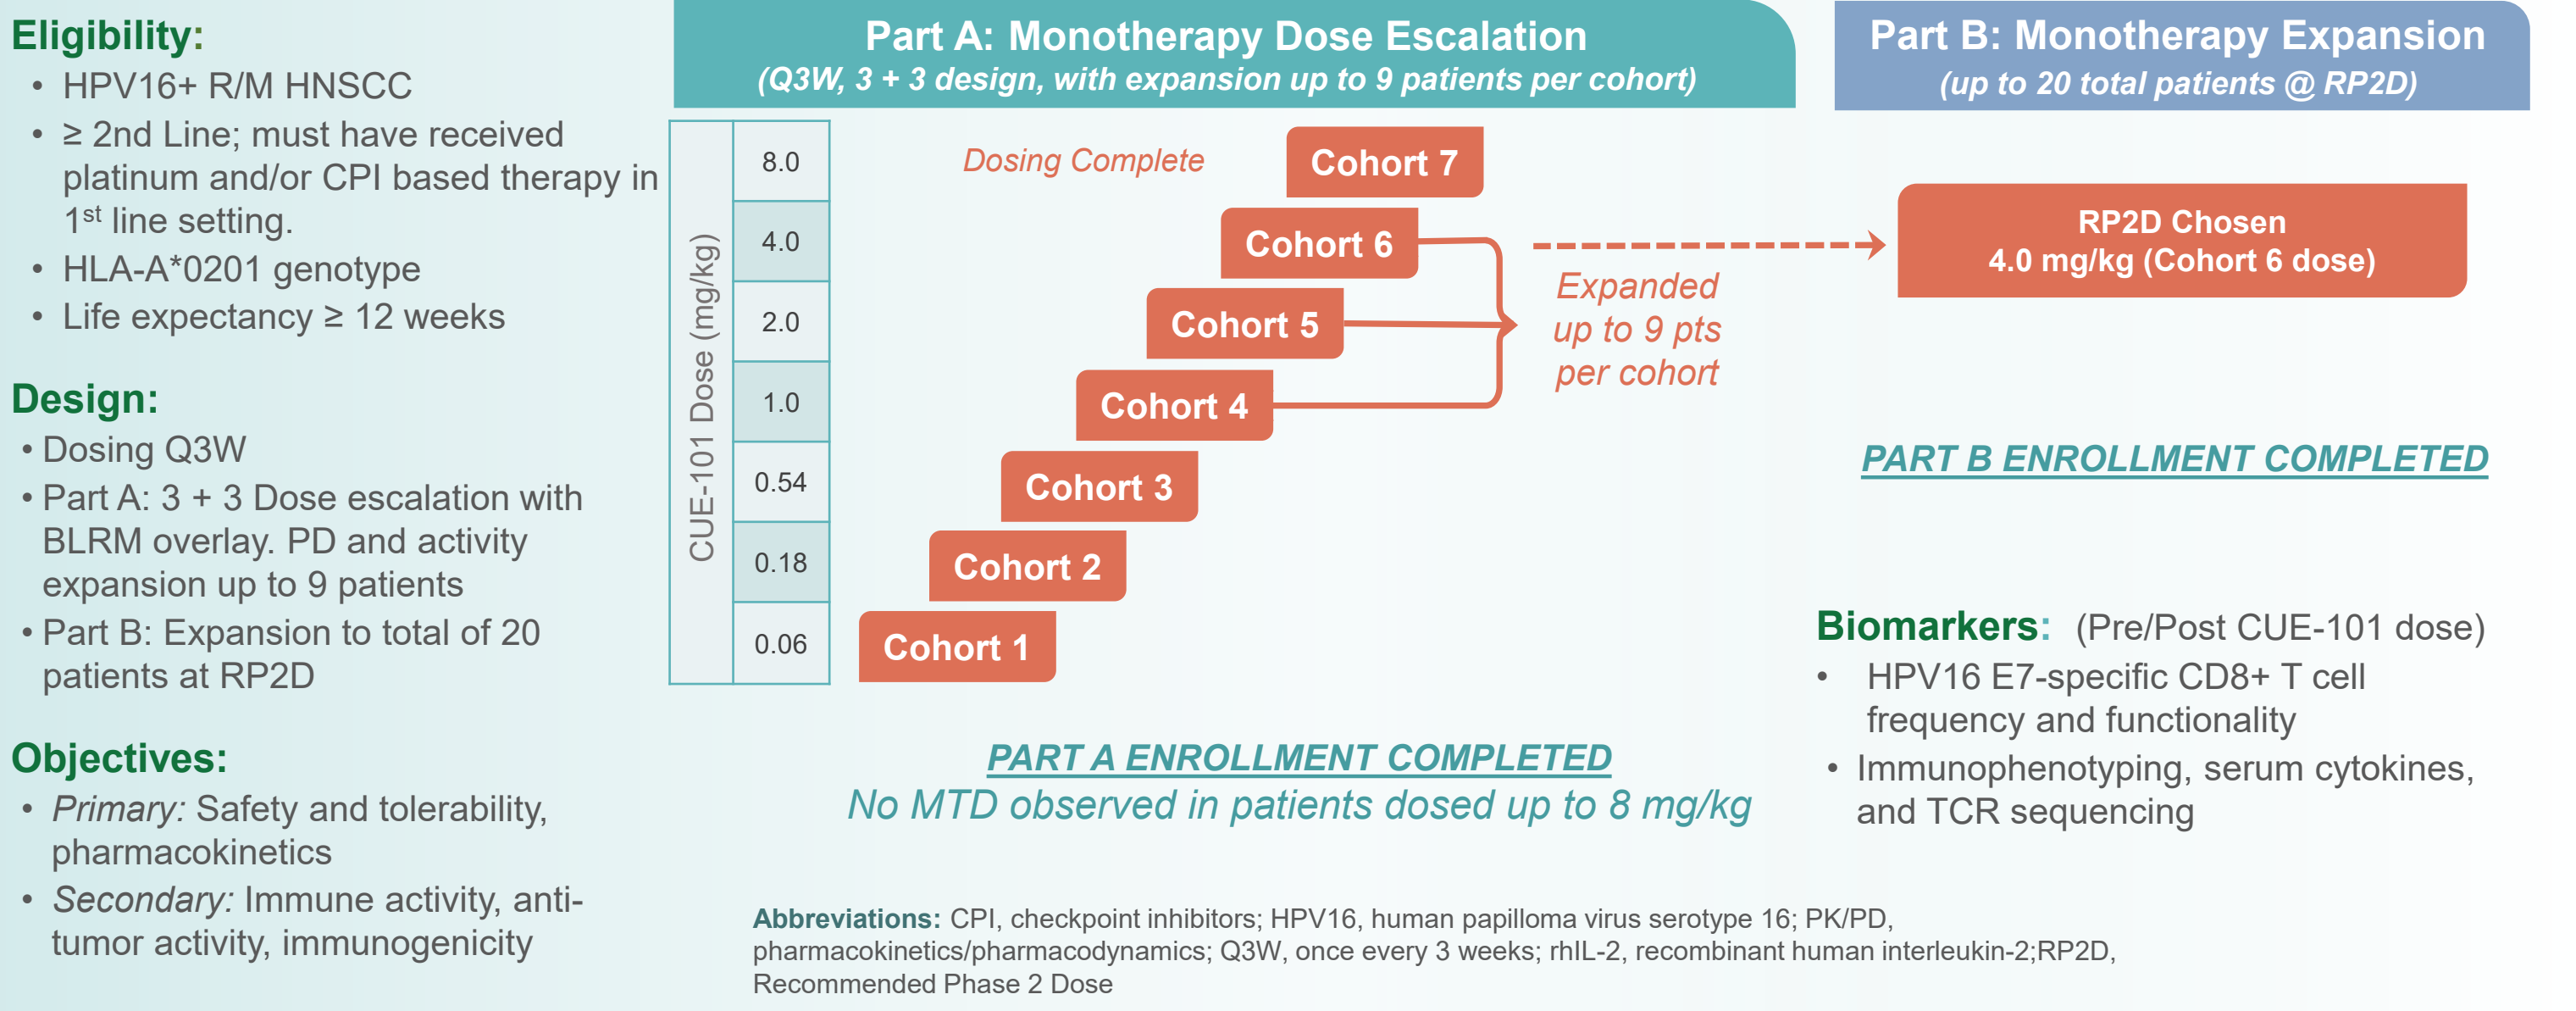 Eligibility:
• HPV16+ R/M HNSCC
• ≥ 2nd Line; must have received
platinum and/or CPI based therapy in
1st line setting.
• HLA-A*0201 genotype
• Life expectancy ≥ 12 weeks
Design:
• Dosing Q3W
• Part A: 3 + 3 Dose escalation with
BLRM overlay. PD and activity
expansion up to 9 patients
• Part B: Expansion to total of 20
patients at RP2D
Objectives:
• Primary: Safety and tolerability,
pharmacokinetics
• Secondary: Immune activity, anti-
tumor activity, immunogenicity
Part A: Monotherapy Dose Escalation
(Q3W, 3 + 3 design, with expansion up to 9 patients per cohort)
CUE-101 Dose (mg/kg)
8.0
4.0
2.0
1.0
0.54
0.18
0.06
Dosing Complete
Cohort 7
Cohort 6
Cohort 5
Cohort 4
Cohort 3
Cohort 2
Cohort 1
Expanded
up to 9 pts
per cohort
PART A ENROLLMENT COMPLETED
No MTD observed in patients dosed up to 8 mg/kg
Part B: Monotherapy Expansion
(up to 20 total patients @ RP2D)
RP2D Chosen
4.0 mg/kg (Cohort 6 dose)
PART B ENROLLMENT COMPLETED
Biomarkers: (Pre/Post CUE-101 dose)
• HPV16 E7-specific CD8+ T cell
frequency and functionality
• Immunophenotyping, serum cytokines,
and TCR sequencing
Abbreviations: CPI, checkpoint inhibitors; HPV16, human papilloma virus serotype 16; PK/PD,
pharmacokinetics/pharmacodynamics; Q3W, once every 3 weeks; rhIL-2, recombinant human interleukin-2;RP2D,
Recommended Phase 2 Dose